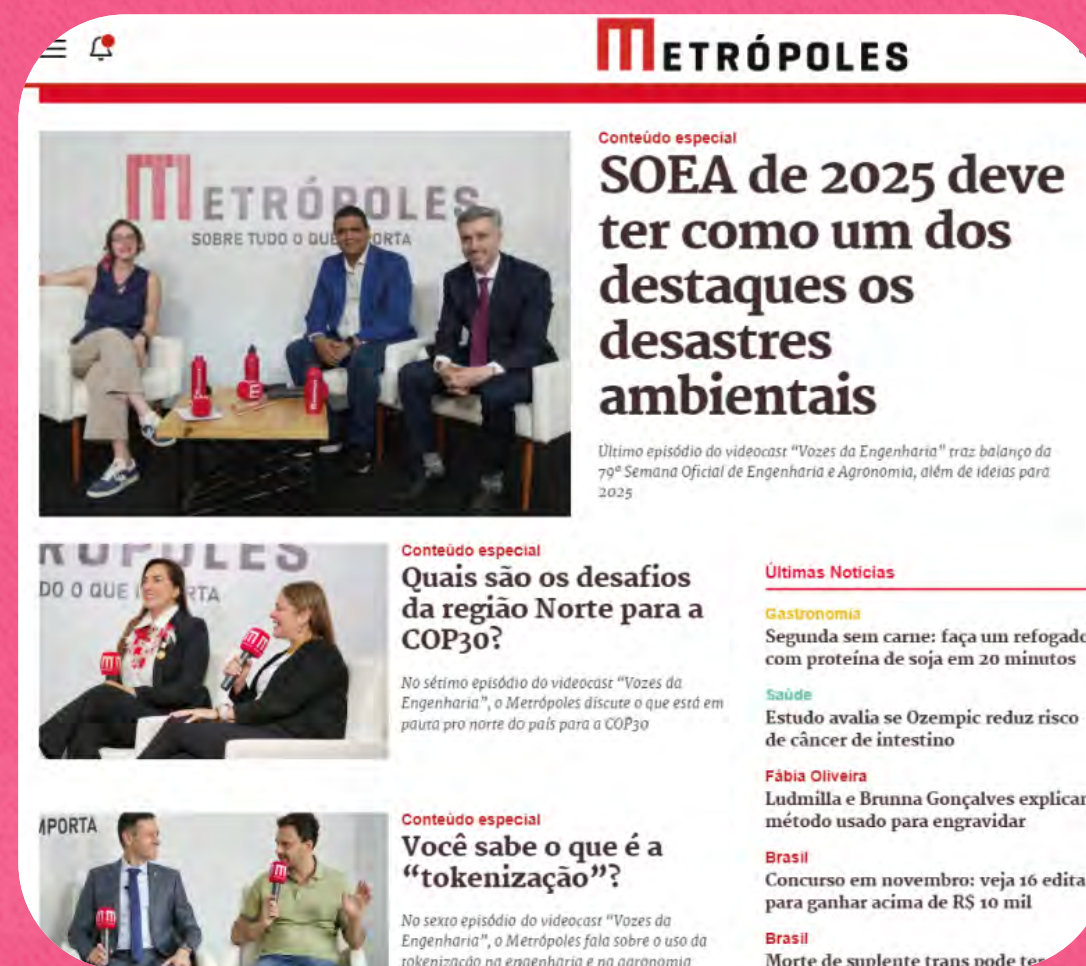 METRÓPOLES
METRÓPOLES
SOBRE TUDO O QUE
ORTA
Conteúdo especial
SOEA de 2025 deve
ter como um dos
destaques os
desastres
ambientais
Último episódio do videocast “Vozes da Engenharia” traz balanço da
79ª Semana Oficial de Engenharia e Agronomia, além de ideias para
2025
DO O QUE
RTA
Conteúdo especial
Quais são os desafios
da região Norte para a
COP30?
No sétimo episódio do videocast “Vozes da
Engenharia”, o Metrópoles discute o que está em
pauta pro norte do país para a COP30
MPORTA
Conteúdo especial
Você sabe o que é a
“tokenização”?
No sexto episódio do videocast “Vozes da
Engenharia”, o Metrópoles fala sobre o uso da
tokenização na engenharia e na agronomia
Últimas Notícias
Gastronomia
Segunda sem carne: faça um refogado
com proteína de soja em 20 minutos
Saúde
Estudo avalia se Ozempic reduz risco
de câncer de intestino
Fábia Oliveira
Ludmilla e Brunna Gonçalves explicam
método usado para engravidar
Brasil
Concurso em novembro: veja 16 edita
para ganhar acima de R$ 10 mil
Brasil
Morte de suplente trans pode ter